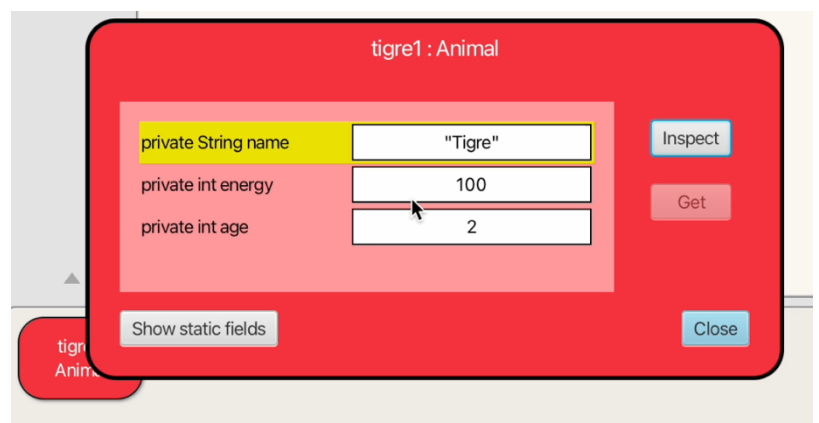 tigre1 : Animal
private String name "Tigre"
Inspect
private int energy 100
Get
private int age 2
Show static fields
Close